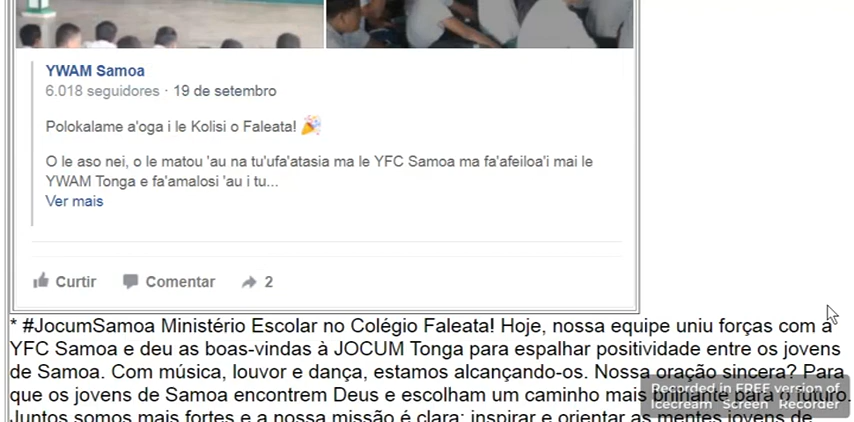 YWAM Samoa
6.018 seguidores · 19 de setembro
Polokalame a'oga i le Kolisi o Faleata! 🎉
O le aso nei, o le matou 'au na tu'ufa'atasia ma le YFC Samoa ma fa'afeiloa'i mai le
YWAM Tonga e fa'amalosi 'au i tu...
Ver mais
Curtir Comentar 2
* #JocumSamoa Ministério Escolar no Colégio Faleata! Hoje, nossa equipe uniu forças com a
YFC Samoa e deu as boas-vindas à JOCUM Tonga para espalhar positividade entre os jovens
de Samoa. Com música, louvor e dança, estamos alcançando-os. Nossa oração sincera? Para
que os jovens de Samoa encontrem Deus e escolham um caminho mais brilhante para o futuro.
Juntos somos mais fortes e a nossa missão é clara: inspirar e orientar as mentes jovens de
Recorded in FREE version of
Icecream Screen Recorder